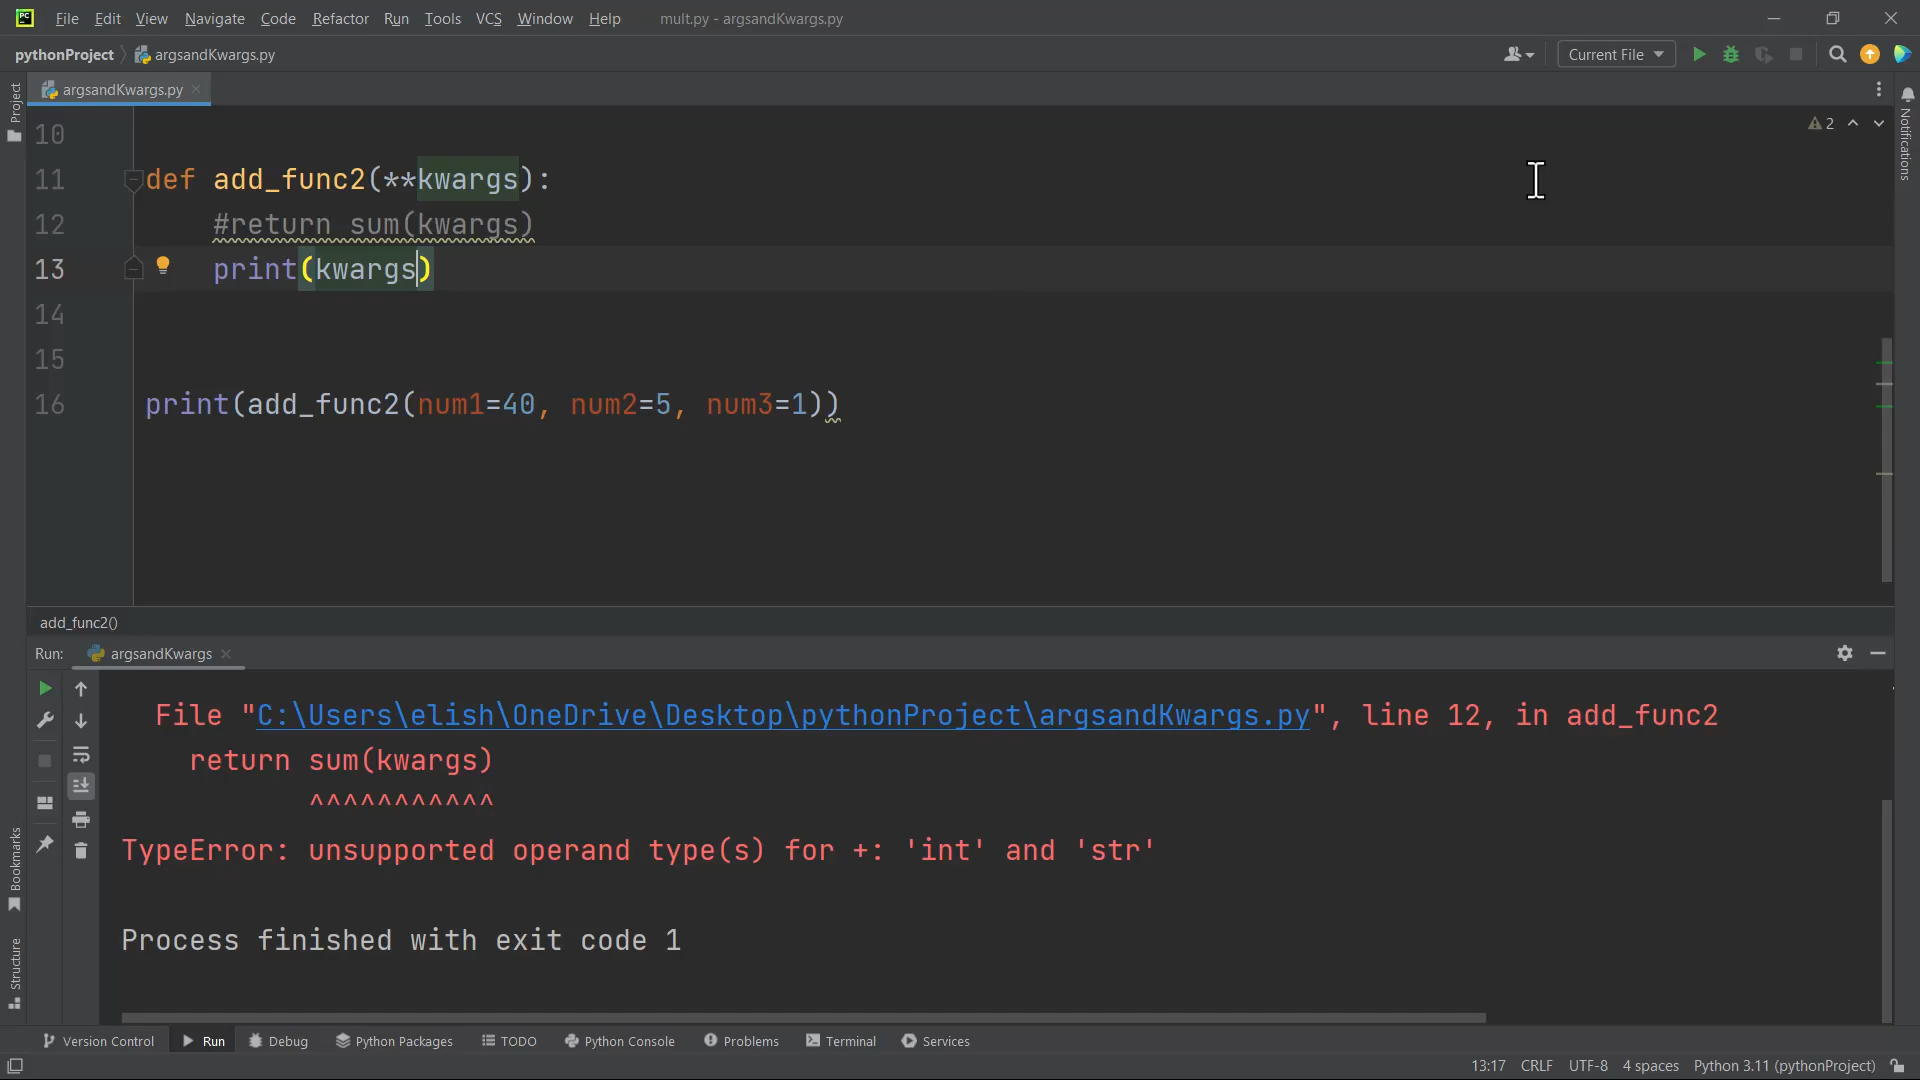 PC
File Edit View Navigate Code Refactor Run Tools VCS Window Help mult.py - argsandKwargs.py
pythonProject argsandKwargs.py Current File
argsandKwargs.py
Project
Notifications
2
10
11 def add_func2(**kwargs):
12 #return sum(kwargs)
13 print(kwargs)
14
15
16 print(add_func2(num1=40, num2=5, num3=1))
add_func2()
Run: argsandKwargs
File "C:\Users\elish\OneDrive\Desktop\pythonProject\argsandKwargs.py", line 12, in add_func2
return sum(kwargs)
^^^^^^^^^^^
TypeError: unsupported operand type(s) for +: 'int' and 'str'
Process finished with exit code 1
Bookmarks
Structure
Version Control Run Debug Python Packages TODO Python Console Problems Terminal Services
13:17 CRLF UTF-8 4 spaces Python 3.11 (pythonProject)